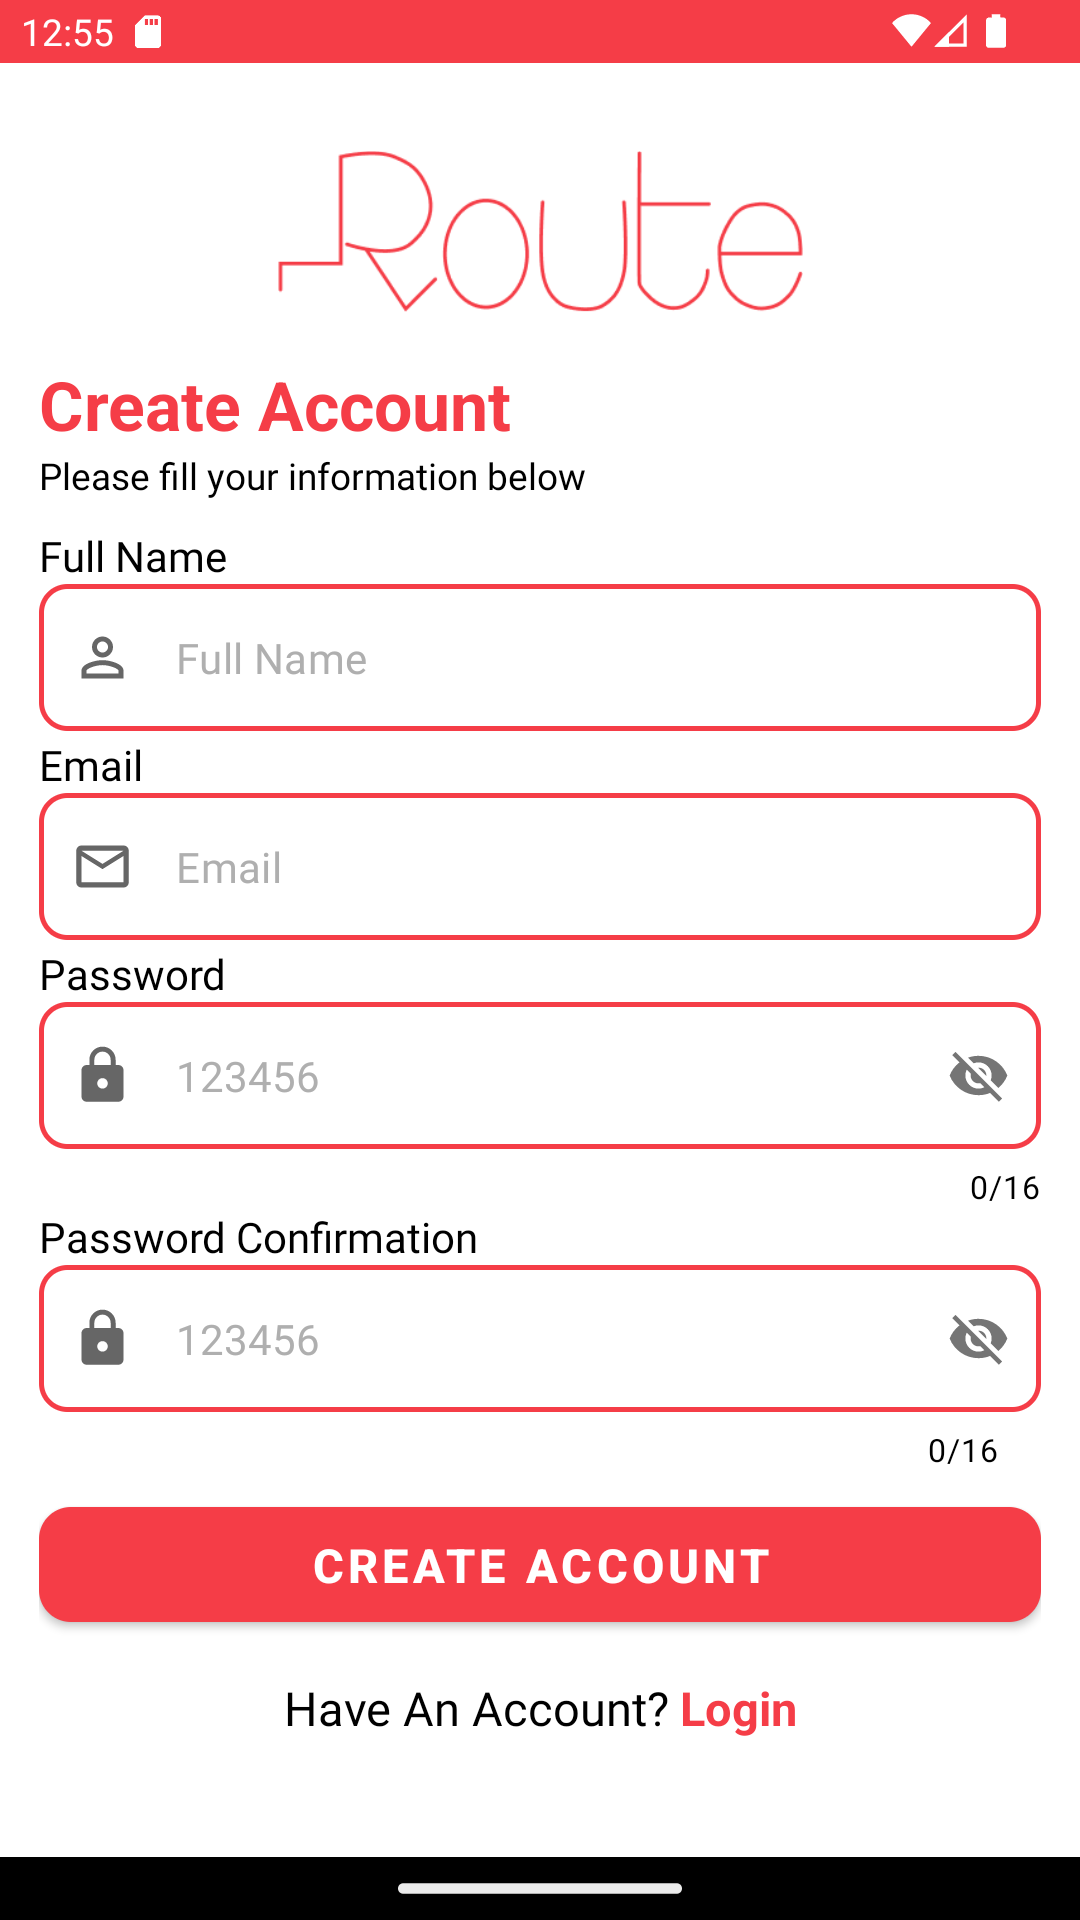 12:55
Route
Create Account
Please fill your information below
Full Name
Full Name
Email
Email
Password
123456
0/16
Password Confirmation
123456
0/16
CREATE ACCOUNT
Have An Account? Login